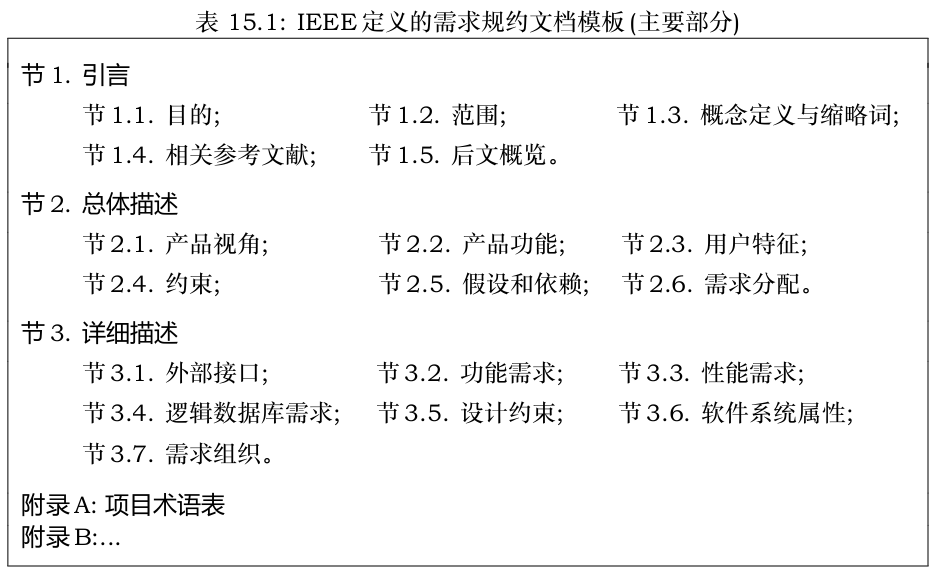 表 15.1: IEEE定义的需求规约文档模板(主要部分)
节1. 引言
节1.1. 目的; 节1.2. 范围; 节1.3. 概念定义与缩略词;
节1.4. 相关参考文献; 节1.5. 后文概览。
节2. 总体描述
节2.1. 产品视角; 节2.2. 产品功能; 节2.3. 用户特征;
节2.4. 约束; 节2.5. 假设和依赖; 节2.6. 需求分配。
节3. 详细描述
节3.1. 外部接口; 节3.2. 功能需求; 节3.3. 性能需求;
节3.4. 逻辑数据库需求; 节3.5. 设计约束; 节3.6. 软件系统属性;
节3.7. 需求组织。
附录A: 项目术语表
附录B:...